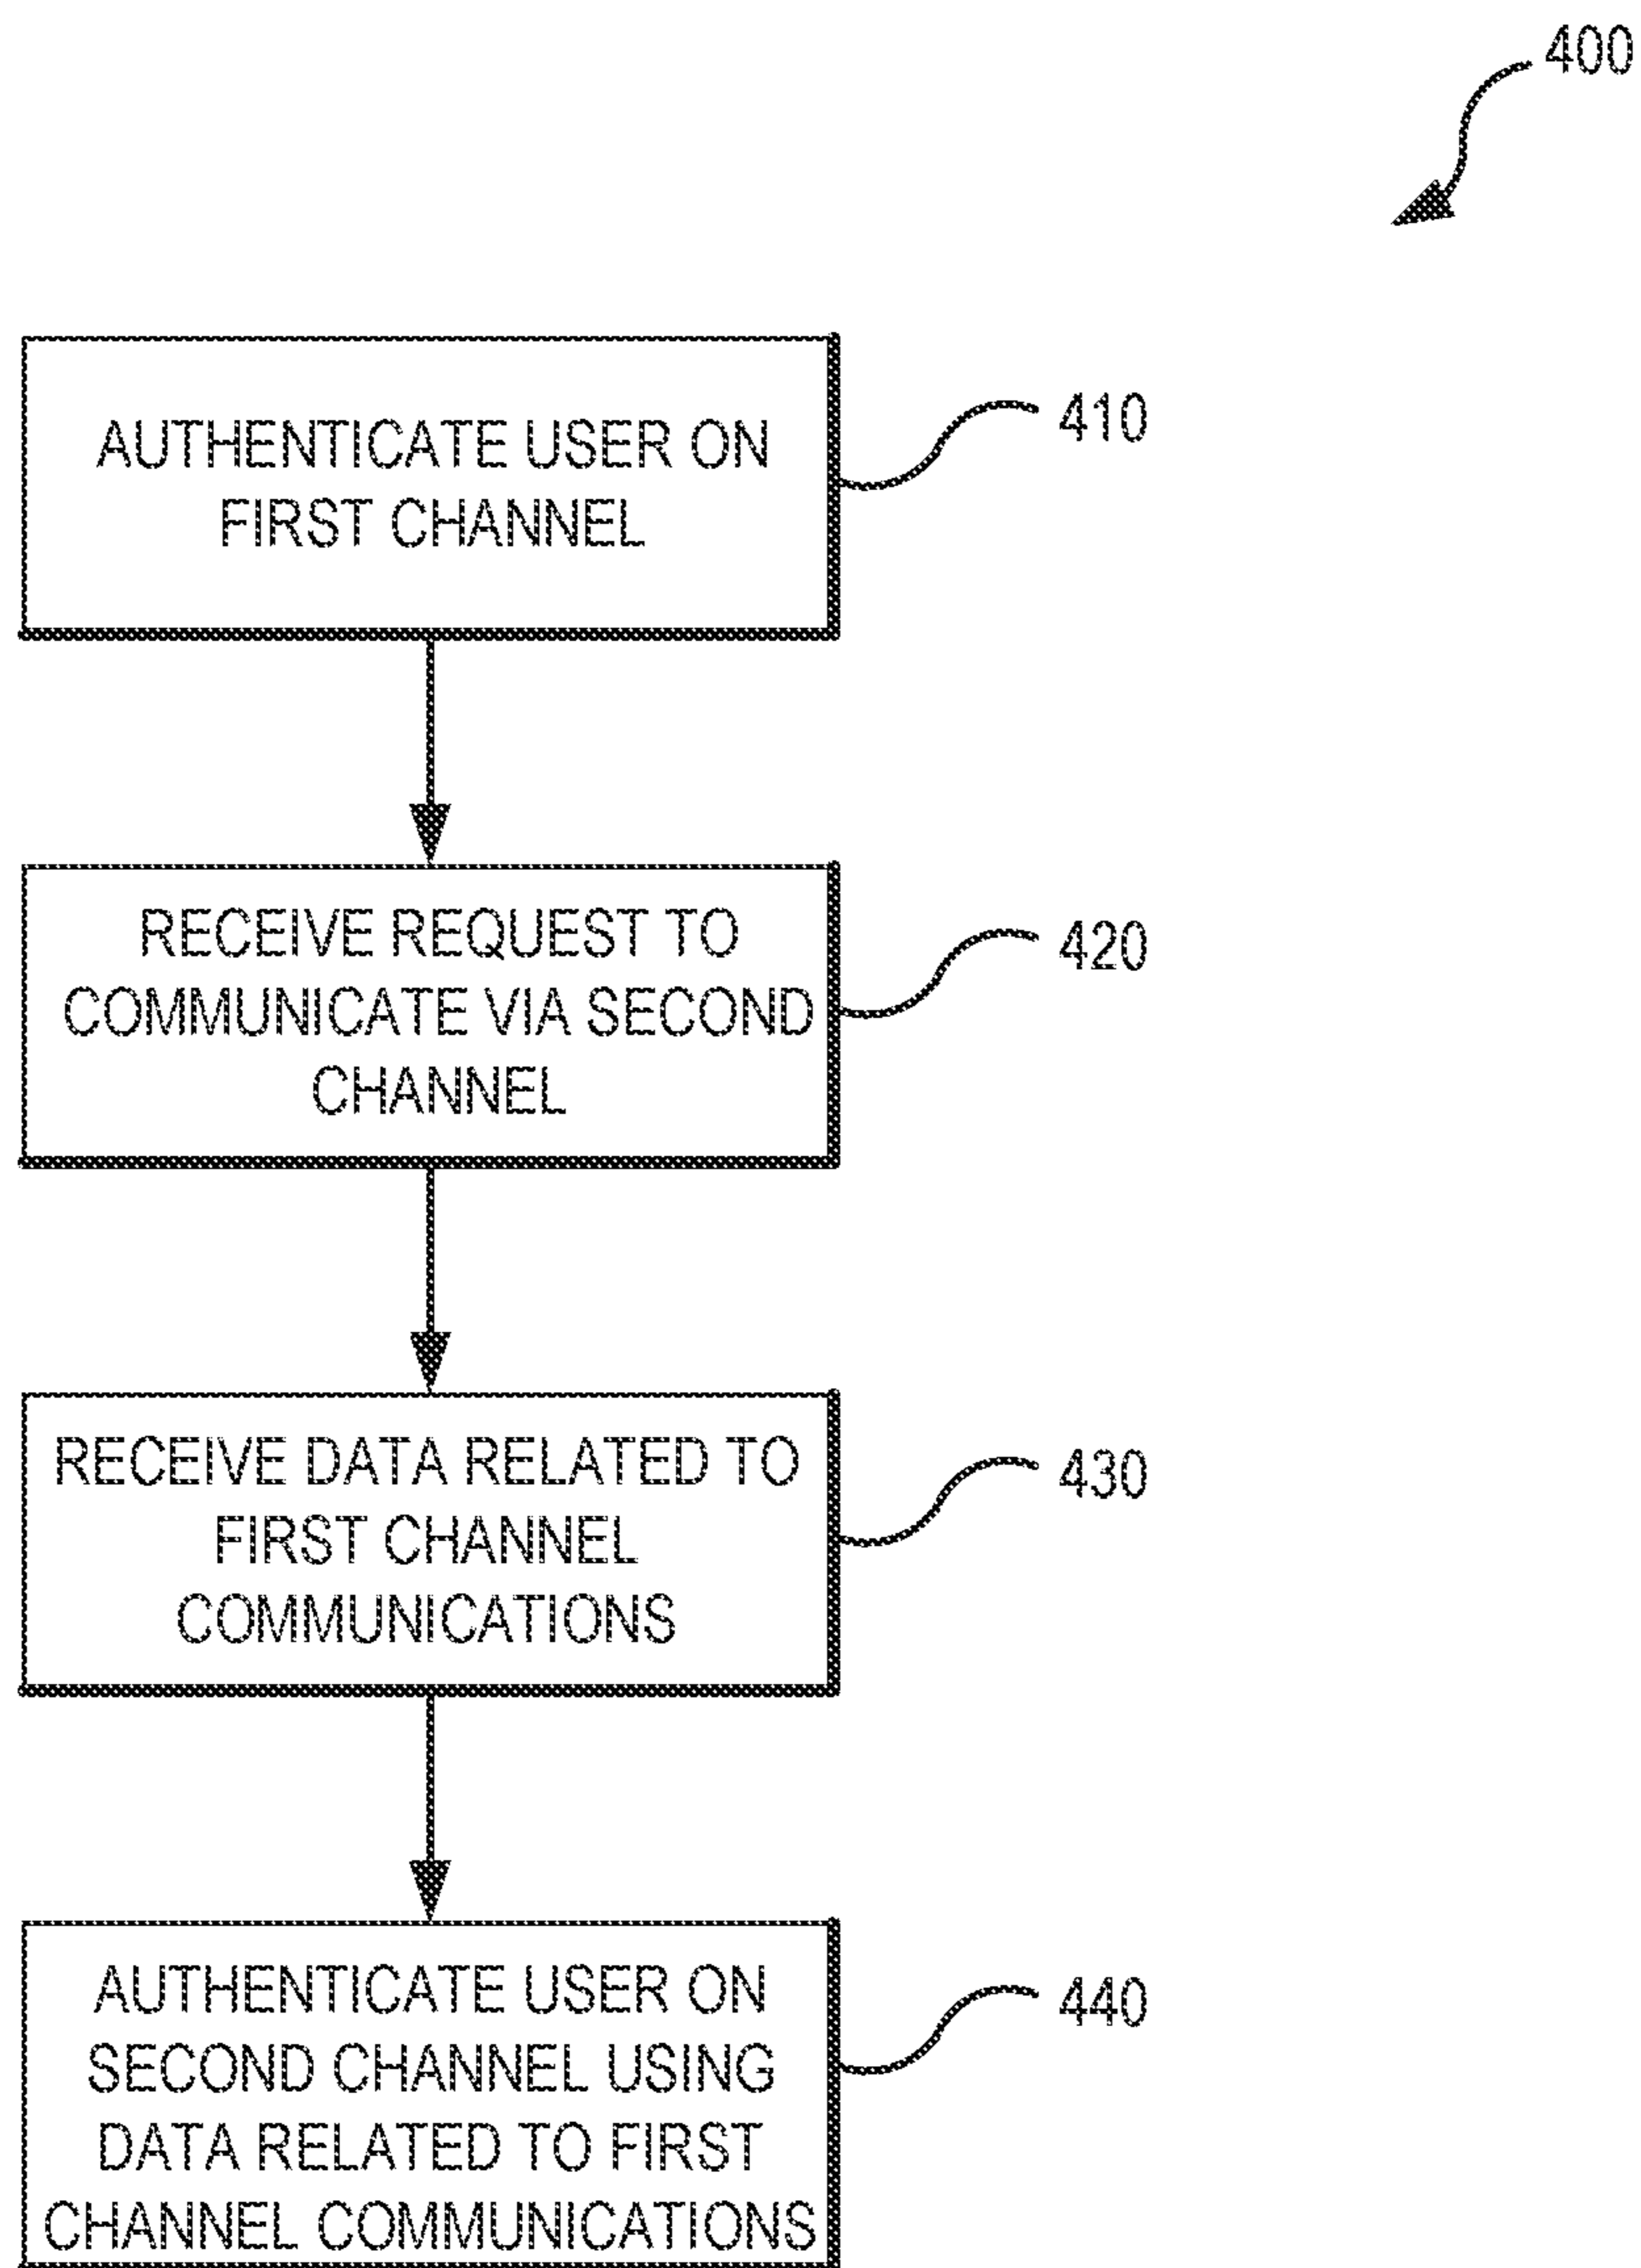 400
AUTHENTICATE USER ON
FIRST CHANNEL
410
RECEIVE REQUEST TO
COMMUNICATE VIA SECOND
CHANNEL
420
RECEIVE DATA RELATED TO
FIRST CHANNEL
COMMUNICATIONS
430
AUTHENTICATE USER ON
SECOND CHANNEL USING
DATA RELATED TO FIRST
CHANNEL COMMUNICATIONS
440